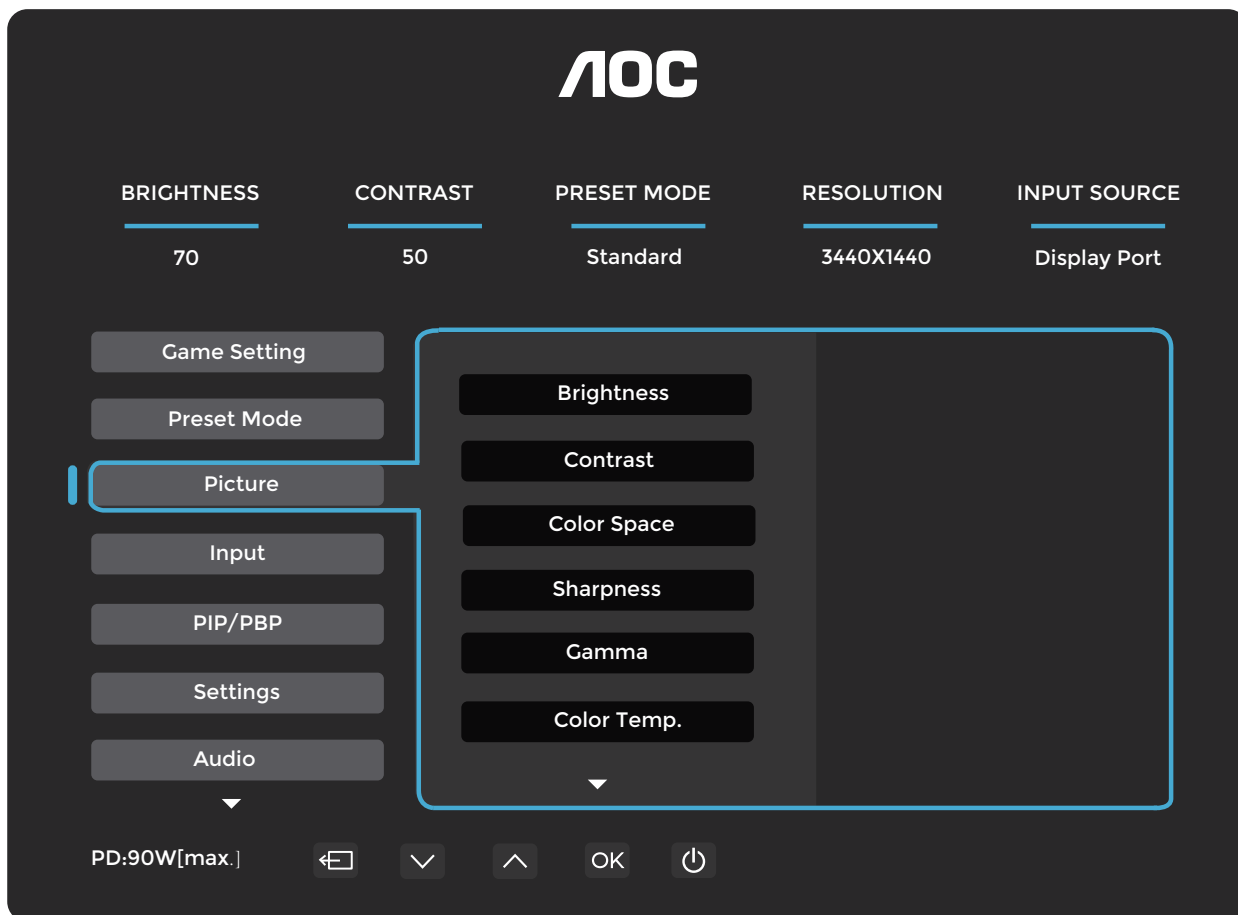 AOC
BRIGHTNESS CONTRAST PRESET MODE RESOLUTION INPUT SOURCE
70 50 Standard 3440X1440 Display Port
Game Setting
Preset Mode
Picture
Input
PIP/PBP
Settings
Audio
Brightness
Contrast
Color Space
Sharpness
Gamma
Color Temp.
PD:90W[max.]
OK